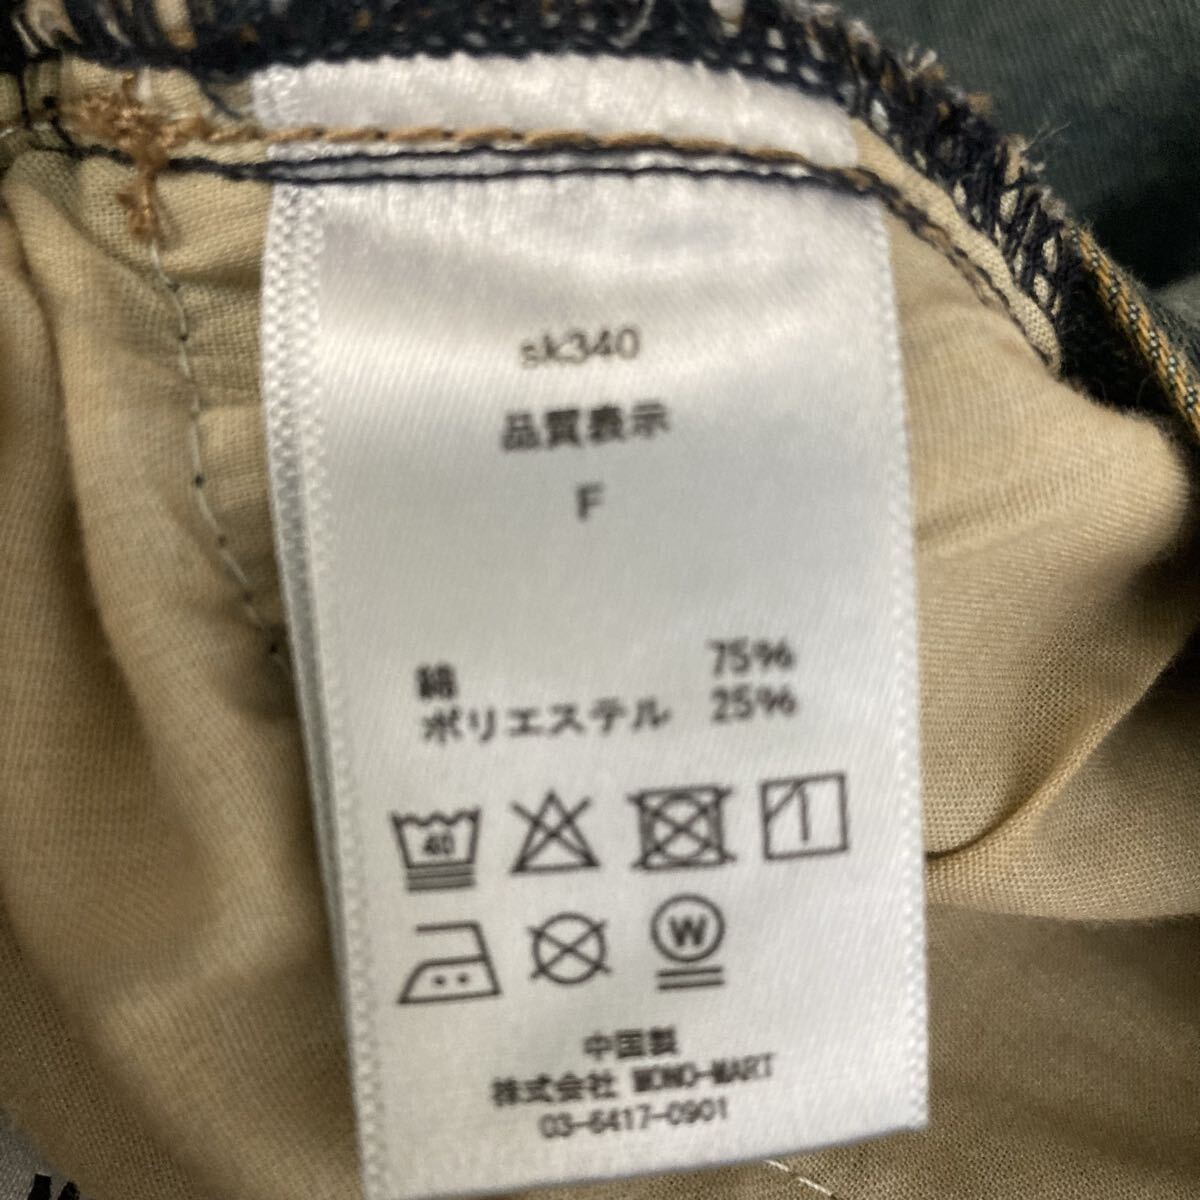 sk340
品質表示
F
綿 75%
ポリエステル 25%
40
W
中国製
株式会社 MONO-MART
03-6417-0901